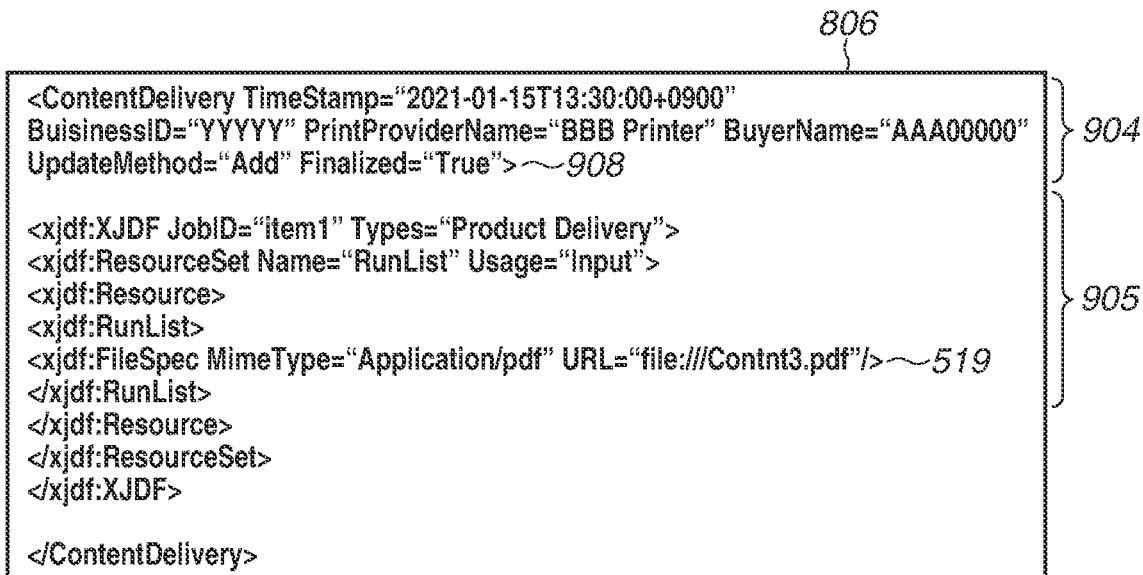 806
<ContentDelivery TimeStamp="2021-01-15T13:30:00+0900"
BuisinessID="YYYYY" PrintProviderName="BBB Printer" BuyerName="AAA00000"
904
UpdateMethod="Add" Finalized="True">
908
<xjdf:XJDF JobID="item1" Types="Product Delivery">
<xjdf:ResourceSet Name="RunList" Usage="Input">
<xjdf:Resource>
905
<xjdf:RunList>
<xjdf:FileSpec MimeType="Application/pdf" URL="file:///Contnt3.pdf"/>
519
</xjdf:RunList>
</xjdf:Resource>
</xjdf:ResourceSet>
</xjdf:XJDF>
</ContentDelivery>